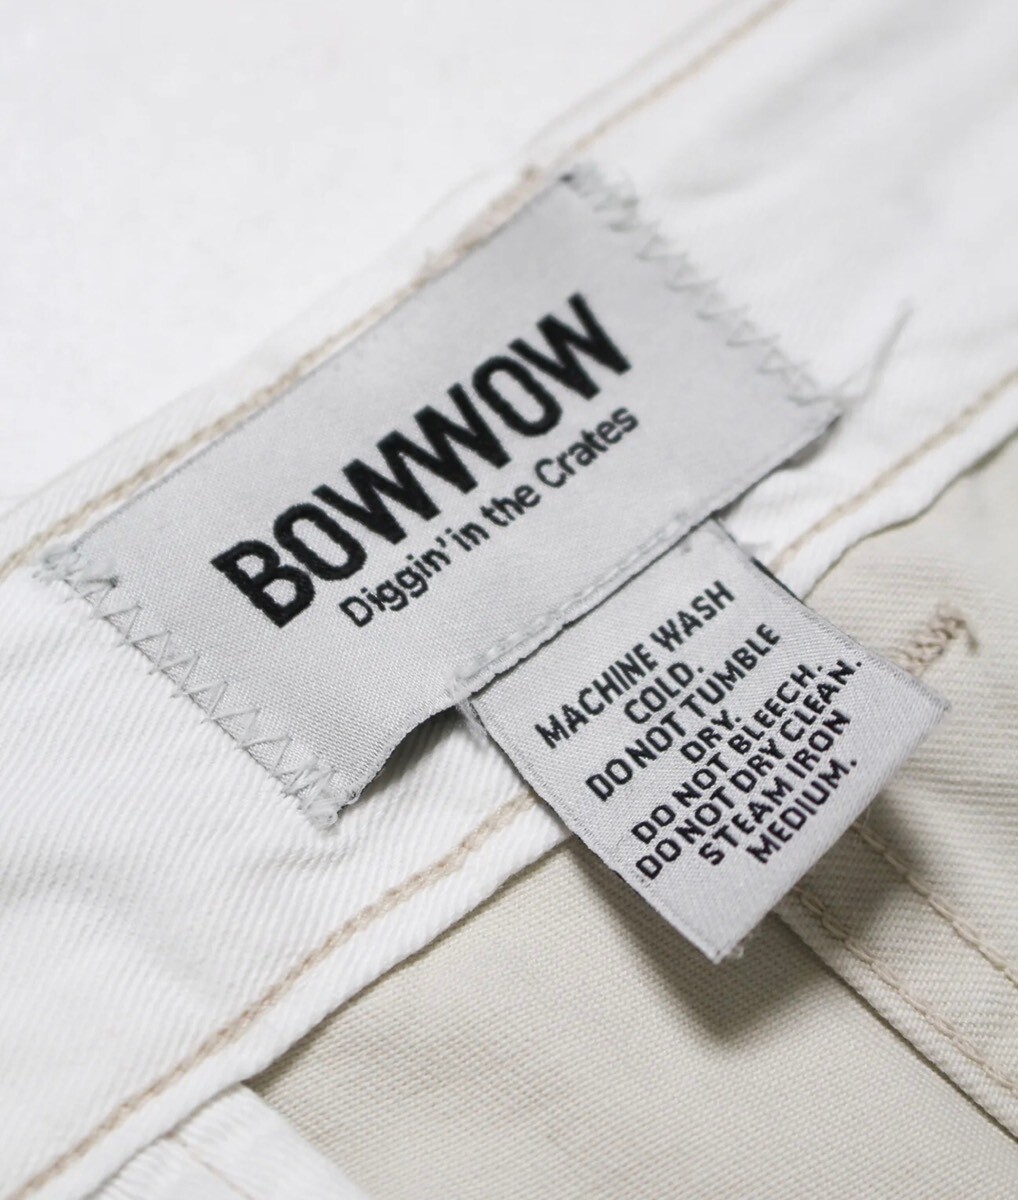 BOWWOW
Diggin' in the Crates
MACHINE WASH
COLD.
DO NOT TUMBLE
DRY.
DO NOT BLEECH.
DO NOT DRY CLEAN.
STEAM IRON
MEDIUM.